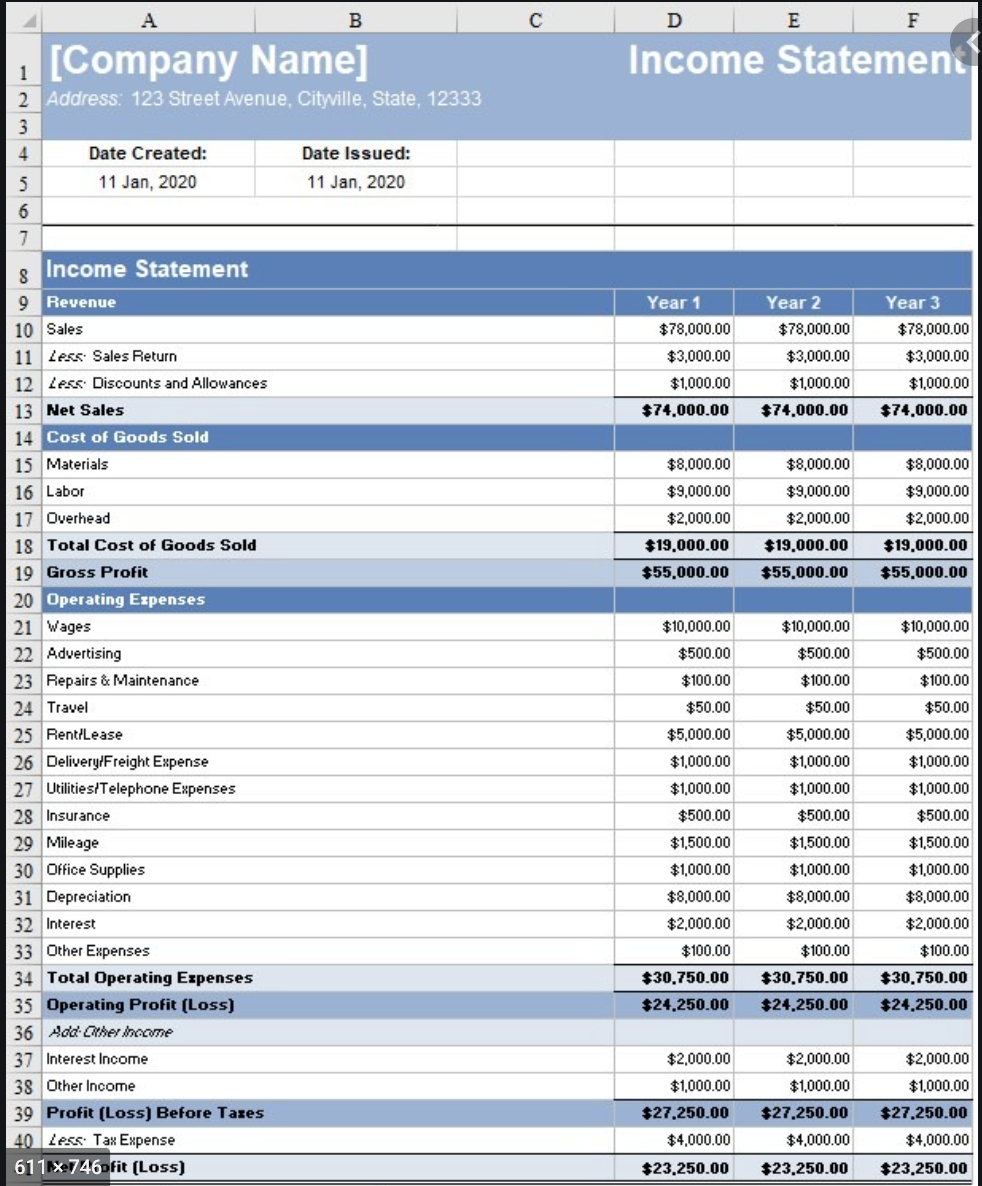 A B C D E F
1 [Company Name] Income Statement
2 Address: 123 Street Avenue, Cityville, State, 12333
3
4 Date Created: Date Issued:
5 11 Jan, 2020 11 Jan, 2020
6
7
8 Income Statement
9 Revenue Year 1 Year 2 Year 3
10 Sales $78,000.00 $78,000.00 $78,000.00
11 Less: Sales Return $3,000.00 $3,000.00 $3,000.00
12 Less: Discounts and Allowances $1,000.00 $1,000.00 $1,000.00
13 Net Sales $74,000.00 $74,000.00 $74,000.00
14 Cost of Goods Sold
15 Materials $8,000.00 $8,000.00 $8,000.00
16 Labor $9,000.00 $9,000.00 $9,000.00
17 Overhead $2,000.00 $2,000.00 $2,000.00
18 Total Cost of Goods Sold $19,000.00 $19,000.00 $19,000.00
19 Gross Profit $55,000.00 $55,000.00 $55,000.00
20 Operating Expenses
21 Wages $10,000.00 $10,000.00 $10,000.00
22 Advertising $500.00 $500.00 $500.00
23 Repairs & Maintenance $100.00 $100.00 $100.00
24 Travel $50.00 $50.00 $50.00
25 Rent/Lease $5,000.00 $5,000.00 $5,000.00
26 Delivery/Freight Expense $1,000.00 $1,000.00 $1,000.00
27 Utilities/Telephone Expenses $1,000.00 $1,000.00 $1,000.00
28 Insurance $500.00 $500.00 $500.00
29 Mileage $1,500.00 $1,500.00 $1,500.00
30 Office Supplies $1,000.00 $1,000.00 $1,000.00
31 Depreciation $8,000.00 $8,000.00 $8,000.00
32 Interest $2,000.00 $2,000.00 $2,000.00
33 Other Expenses $100.00 $100.00 $100.00
34 Total Operating Expenses $30,750.00 $30,750.00 $30,750.00
35 Operating Profit (Loss) $24,250.00 $24,250.00 $24,250.00
36 Add: Other Income
37 Interest Income $2,000.00 $2,000.00 $2,000.00
38 Other Income $1,000.00 $1,000.00 $1,000.00
39 Profit (Loss) Before Taxes $27,250.00 $27,250.00 $27,250.00
40 Less: Tax Expense $4,000.00 $4,000.00 $4,000.00
611 × 746 (Loss) $23,250.00 $23,250.00 $23,250.00